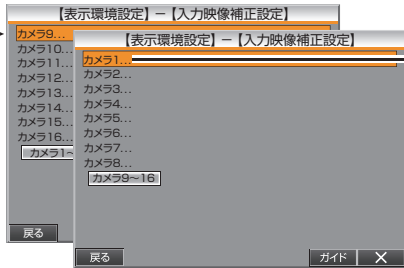 【表示環境設定】－【入力映像補正設定】
カメラ9...
カメラ10...
カメラ11...
カメラ12...
カメラ13...
カメラ14...
カメラ15...
カメラ16...
カメラ1~
戻る
【表示環境設定】－【入力映像補正設定】
カメラ1...
カメラ2...
カメラ3...
カメラ4...
カメラ5...
カメラ6...
カメラ7...
カメラ8...
カメラ9~16
戻る
ガイド